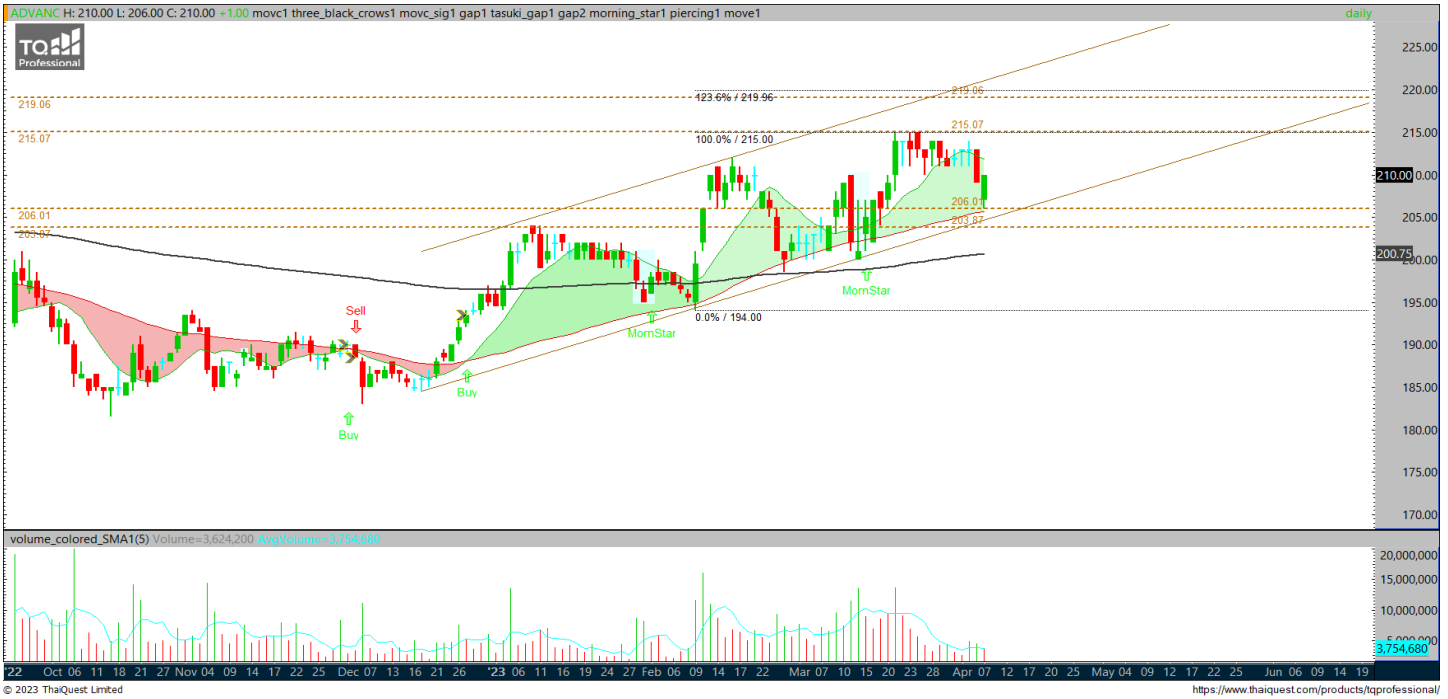 ADVANC H: 210.00 L: 206.00 C: 210.00 +1.00 movc1 three_black_crows1 movc_sig1 gap1 tasuki_gap1 gap2 morning_star1 piercing1 move1 daily
TQ
Professional
225.00
220.00
215.00
210.00 0.00
205.00
200.75
200.00
195.00
190.00
185.00
180.00
175.00
170.00
219.06 219.06
123.6% / 219.96
215.07 215.07
100.0% / 215.00
206.01 206.01
203.87 203.87
MornStar
0.0% / 194.00
MornStar
Sell
Buy
Buy
volume_colored_SMA1(5) Volume=3,624,200 AvgVolume=3,754,680
20,000,000
15,000,000
10,000,000
5,000,000
3,754,680
'22 Oct 06 11 18 21 27 Nov 04 09 14 17 22 25 30 Dec 07 13 16 21 26 '23 06 11 16 19 24 27 Feb 03 09 14 17 22 Mar 07 10 15 20 23 28 Apr 07 12 17 20 25 May 04 09 12 17 22 25 Jun 06 09 14 19
© 2023 ThaiQuest Limited https://www.thaiquest.com/products/tqprofessional/